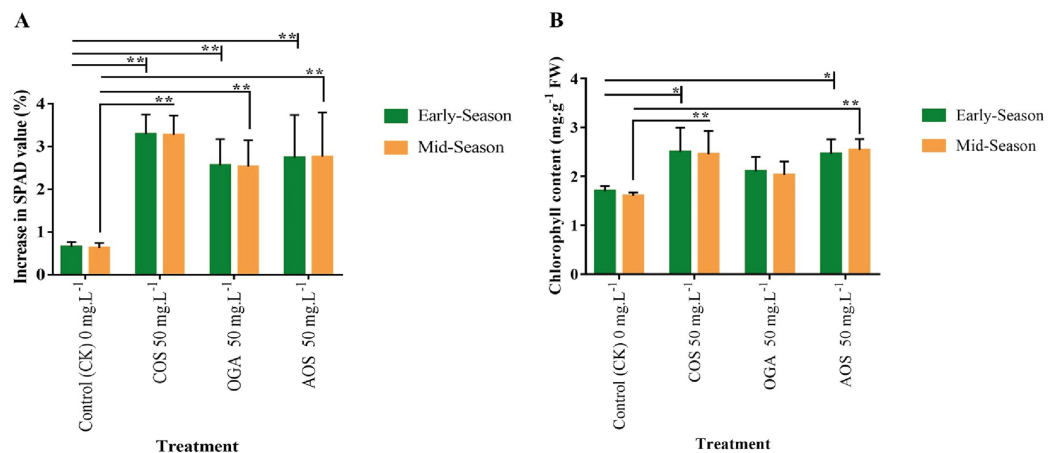 A
**
**
**
**
**
**
Increase in SPAD value (%)
4
3
2
1
0
Control (CK) 0 mg.L⁻¹
COS 50 mg.L⁻¹
OGA 50 mg.L⁻¹
AOS 50 mg.L⁻¹
Treatment
Early-Season
Mid-Season
B
*
*
**
**
Chlorophyll content (mg.g⁻¹ FW)
4
3
2
1
0
Control (CK) 0 mg.L⁻¹
COS 50 mg.L⁻¹
OGA 50 mg.L⁻¹
AOS 50 mg.L⁻¹
Treatment
Early-Season
Mid-Season